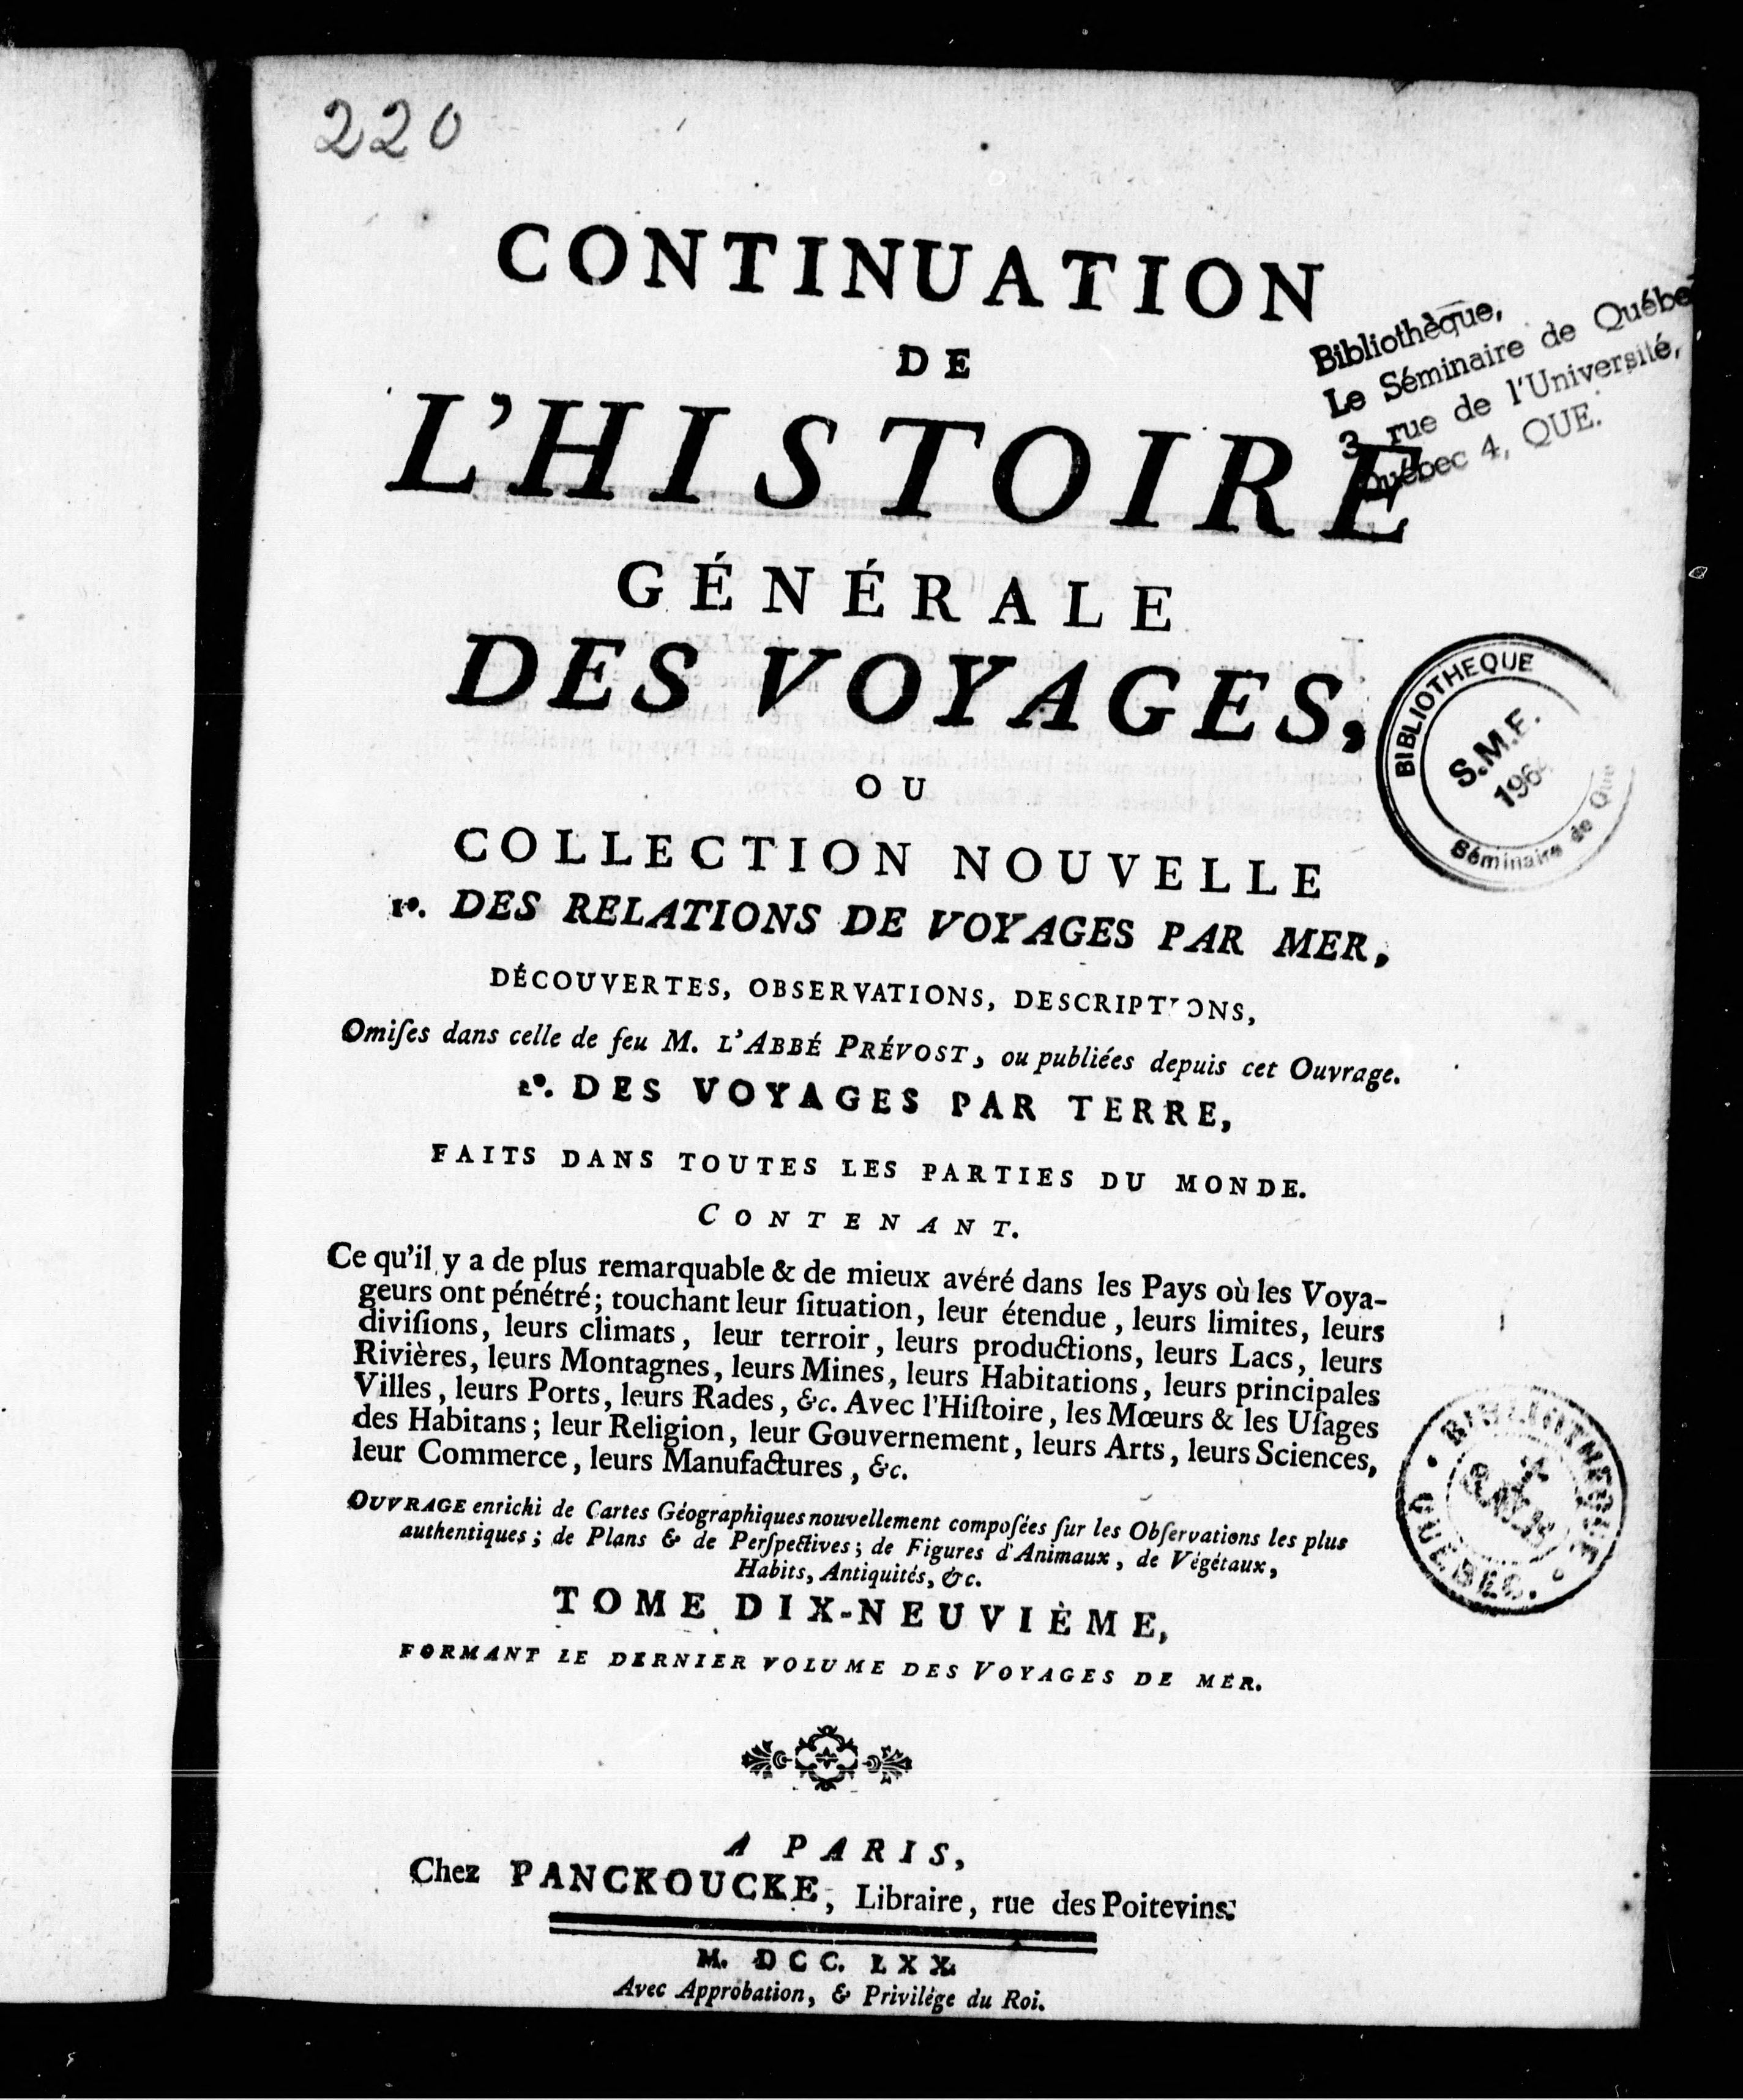 220
CONTINUATION
DE
L'HISTOIRE
GÉNÉRALE
DES VOYAGES,
OU
COLLECTION NOUVELLE
1º. DES RELATIONS DE VOYAGES PAR MER,
DÉCOUVERTES, OBSERVATIONS, DESCRIPTIONS,
Omiſes dans celle de feu M. L'ABBÉ PRÉVOST, ou publiées depuis cet Ouvrage.
2º. DES VOYAGES PAR TERRE,
FAITS DANS TOUTES LES PARTIES DU MONDE.
CONTENANT.
Ce qu'il y a de plus remarquable & de mieux avéré dans les Pays où les Voya-
geurs ont pénétré; touchant leur ſituation, leur étendue, leurs limites, leurs
diviſions, leurs climats, leur terroir, leurs productions, leurs Lacs, leurs
Rivières, leurs Montagnes, leurs Mines, leurs Habitations, leurs principales
Villes, leurs Ports, leurs Rades, &c. Avec l'Hiſtoire, les Mœurs & les Uſages
des Habitans; leur Religion, leur Gouvernement, leurs Arts, leurs Sciences,
leur Commerce, leurs Manufactures, &c.
OUVRAGE enrichi de Cartes Géographiques nouvellement compoſées ſur les Obſervations les plus
authentiques; de Plans & de Perſpectives; de Figures d'Animaux, de Végétaux,
Habits, Antiquités, &c.
TOME DIX-NEUVIÈME,
FORMANT LE DERNIER VOLUME DES VOYAGES DE MER.
A PARIS,
Chez PANCKOUCKE, Libraire, rue des Poitevins.
M. DCC. LXX.
Avec Approbation, & Privilége du Roi.
Bibliothèque,
Le Séminaire de Québe
3, rue de l'Université,
Québec 4, QUE.
BIBLIOTHEQUE
S.M.E.
196
Séminaire de Que
BIBLIOTHEQUE
QUEBEC.